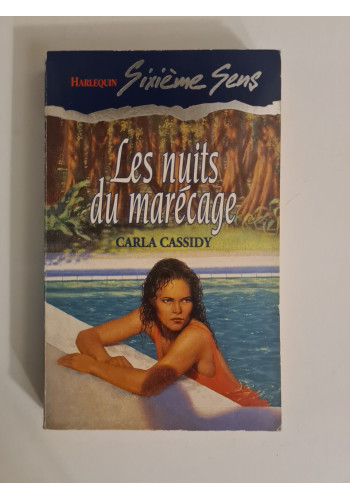 HARLEQUIN Sixième Sens
Les nuits
du marécage
CARLA CASSIDY